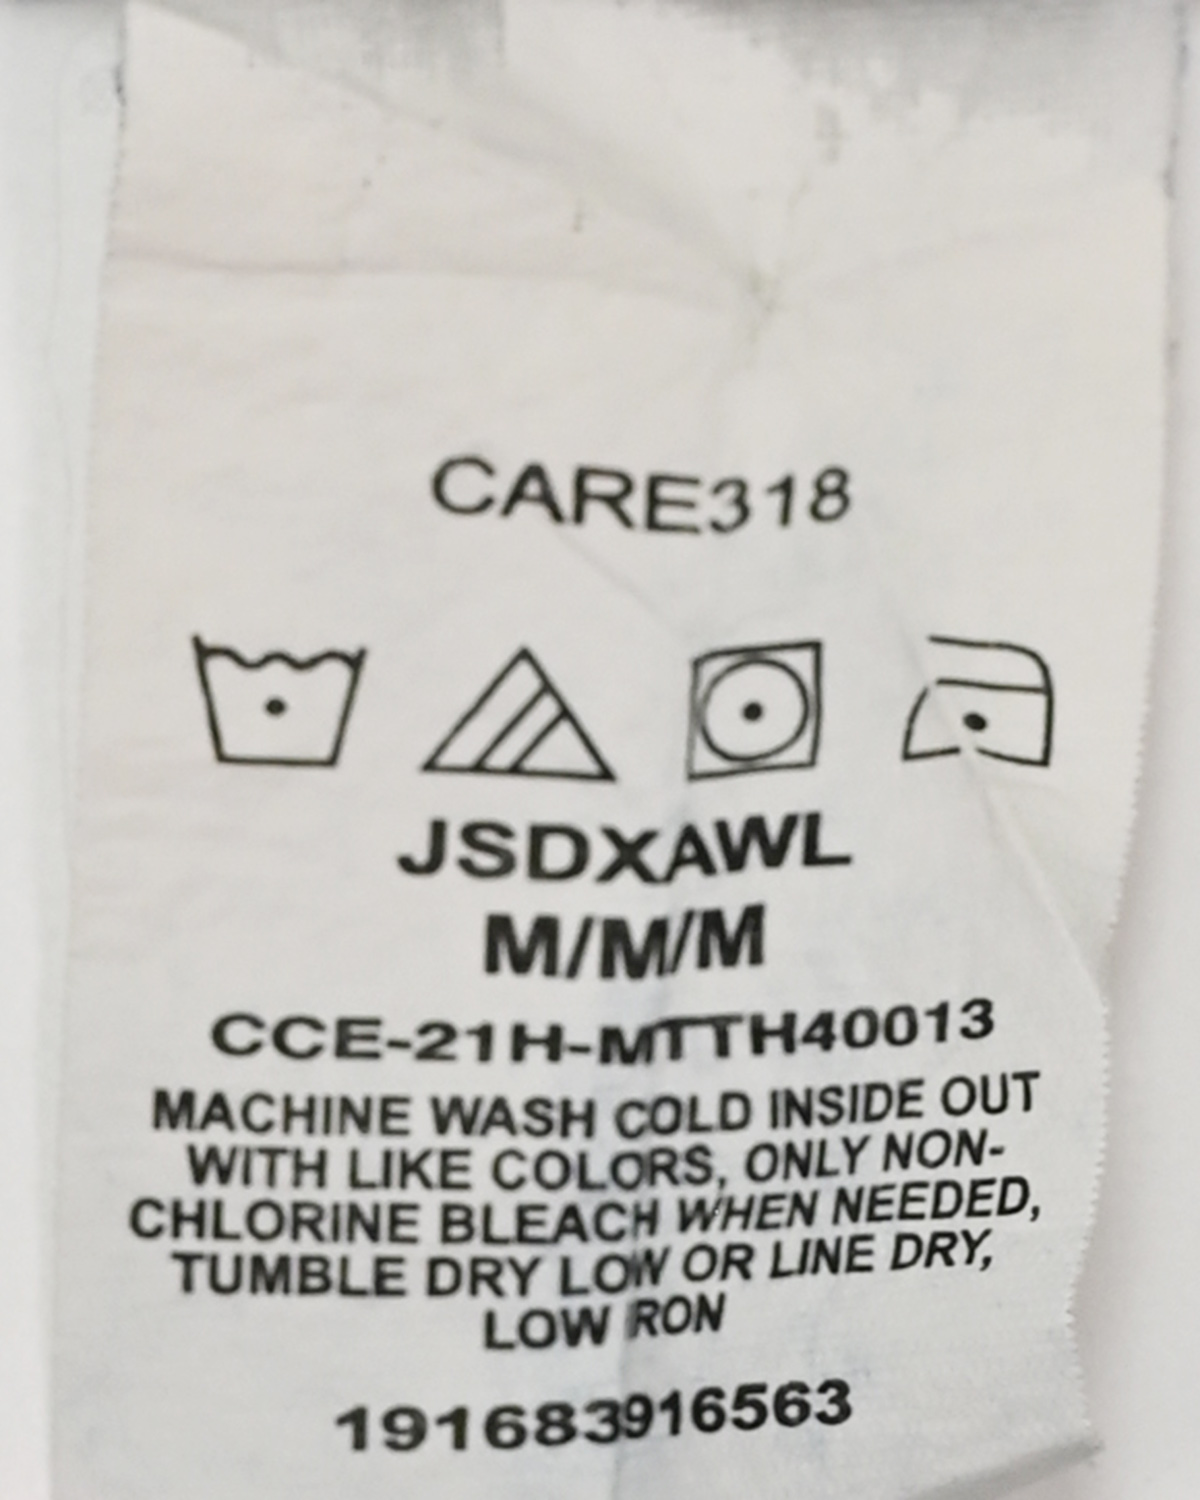 CARE318
JSDXAWL
M/M/M
CCE-21H-MTTH40013
MACHINE WASH COLD INSIDE OUT
WITH LIKE COLORS, ONLY NON-
CHLORINE BLEACH WHEN NEEDED,
TUMBLE DRY LOW OR LINE DRY,
LOW IRON
191683916563